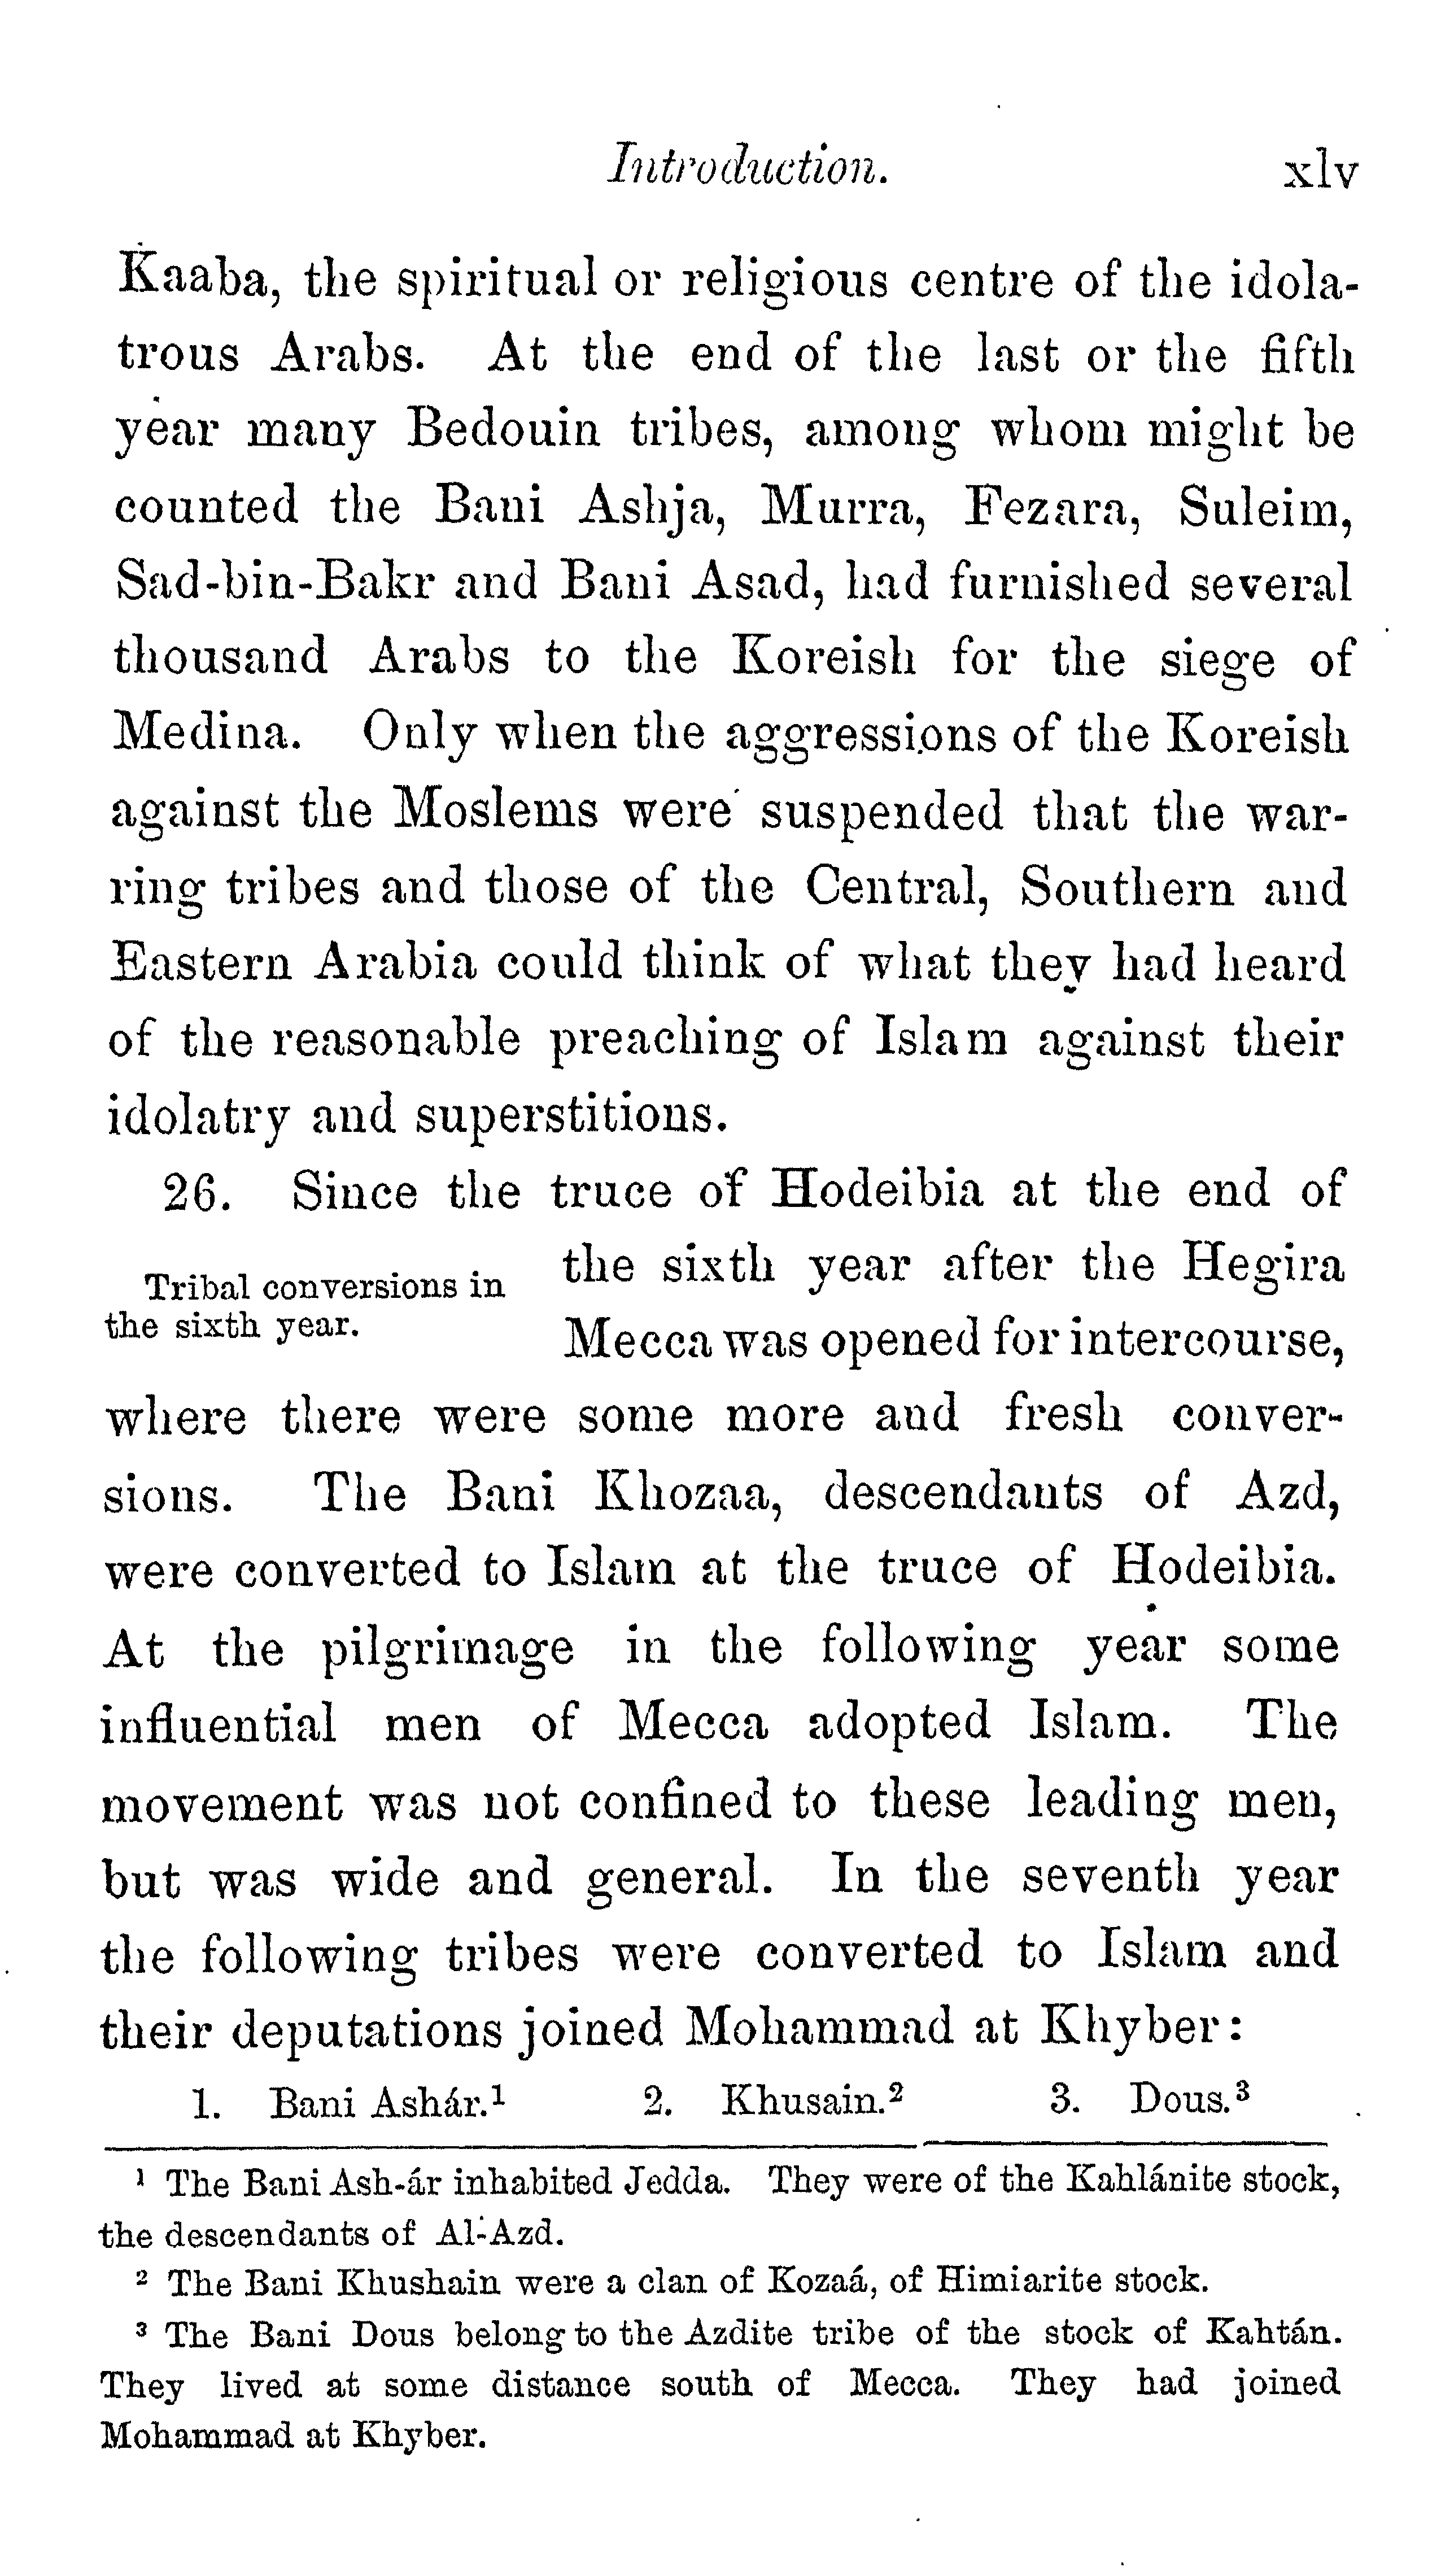 Introduction. xlv
Kaaba, the spiritual or religious centre of the idola-
trous Arabs. At the end of the last or the fifth
year many Bedouin tribes, among whom might be
counted the Bani Ashja, Murra, Fezara, Suleim,
Sad-bin-Bakr and Bani Asad, had furnished several
thousand Arabs to the Koreish for the siege of
Medina. Only when the aggressions of the Koreish
against the Moslems were suspended that the war-
ring tribes and those of the Central, Southern and
Eastern Arabia could think of what they had heard
of the reasonable preaching of Islam against their
idolatry and superstitions.
26. Since the truce of Hodeibia at the end of
Tribal conversions in
the sixth year.
the sixth year after the Hegira
Mecca was opened for intercourse,
where there were some more and fresh conver-
sions. The Bani Khozaa, descendants of Azd,
were converted to Islam at the truce of Hodeibia.
At the pilgrimage in the following year some
influential men of Mecca adopted Islam. The
movement was not confined to these leading men,
but was wide and general. In the seventh year
the following tribes were converted to Islam and
their deputations joined Mohammad at Khyber:
1. Bani Ashár.¹ 2. Khusain.² 3. Dous.³
¹ The Bani Ash-ár inhabited Jedda. They were of the Kahlánite stock,
the descendants of Al-Azd.
² The Bani Khushain were a clan of Kozaá, of Himiarite stock.
³ The Bani Dous belong to the Azdite tribe of the stock of Kahtán.
They lived at some distance south of Mecca. They had joined
Mohammad at Khyber.